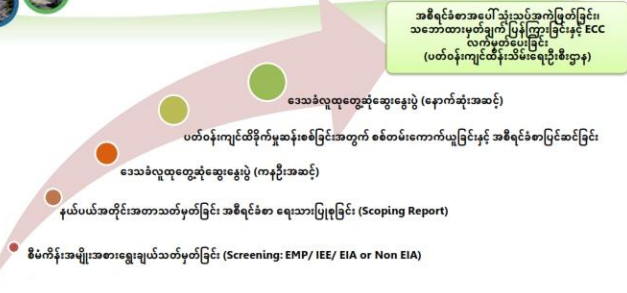 အစီရင်ခံစာအပေါ် သုံးသပ်အကဲဖြတ်ခြင်း၊
သဘောထားမှတ်ချက် ပြန်ကြားခြင်းနှင့် ECC
လက်မှတ်ပေးခြင်း
(ပတ်ဝန်းကျင်ထိန်းသိမ်းရေးဦးစီးဌာန)
ဒေသခံလူထုတွေ့ဆုံဆွေးနွေးပွဲ (နောက်ဆုံးအဆင့်)
ပတ်ဝန်းကျင်ထိခိုက်မှုဆန်းစစ်ခြင်းအတွက် စစ်တမ်းကောက်ယူခြင်းနှင့် အစီရင်ခံစာပြင်ဆင်ခြင်း
ဒေသခံလူထုတွေ့ဆုံဆွေးနွေးပွဲ (ကနဦးအဆင့်)
နယ်ပယ်အတိုင်းအတာသတ်မှတ်ခြင်း အစီရင်ခံစာ ရေးသားပြုစုခြင်း (Scoping Report)
စီမံကိန်းအမျိုးအစားရွေးချယ်သတ်မှတ်ခြင်း (Screening: EMP/ IEE/ EIA or Non EIA)